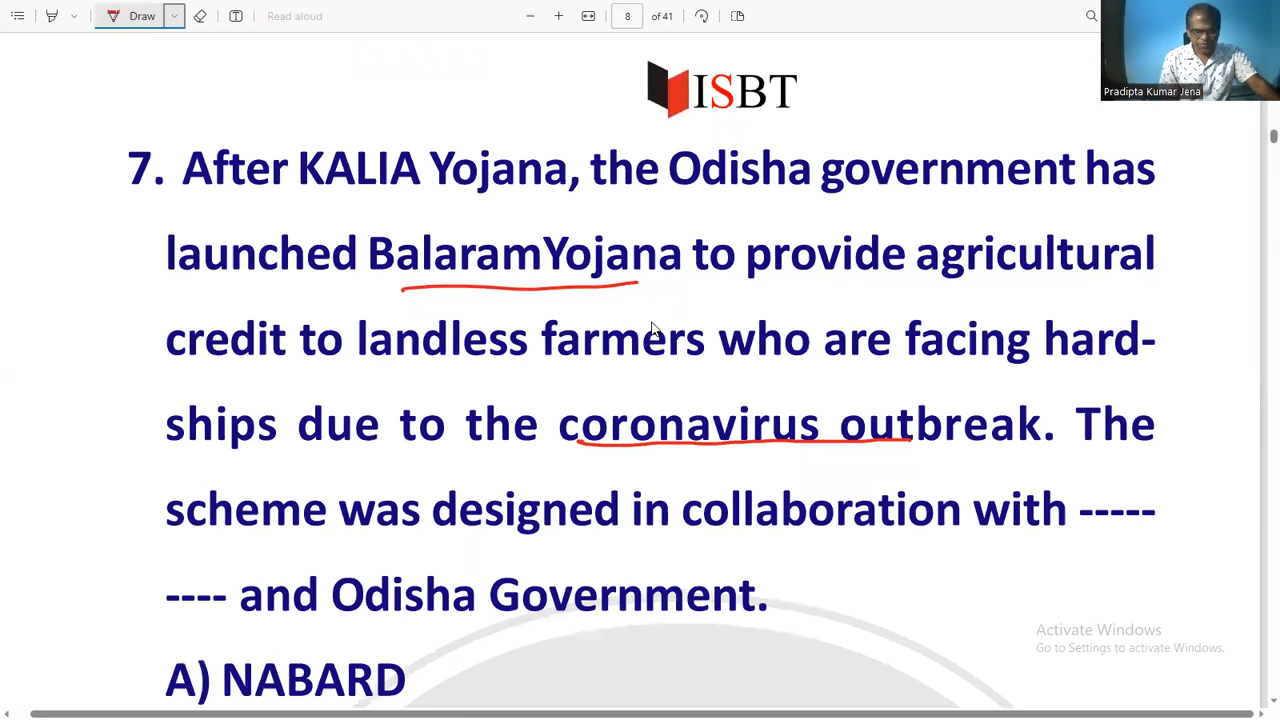 Draw
Read aloud
8
of 41
Pradipta Kumar Jena
ISBT
7. After KALIA Yojana, the Odisha government has
launched BalaramYojana to provide agricultural
credit to landless farmers who are facing hard-
ships due to the coronavirus outbreak. The
scheme was designed in collaboration with -----
---- and Odisha Government.
A) NABARD
Activate Windows
Go to Settings to activate Windows.